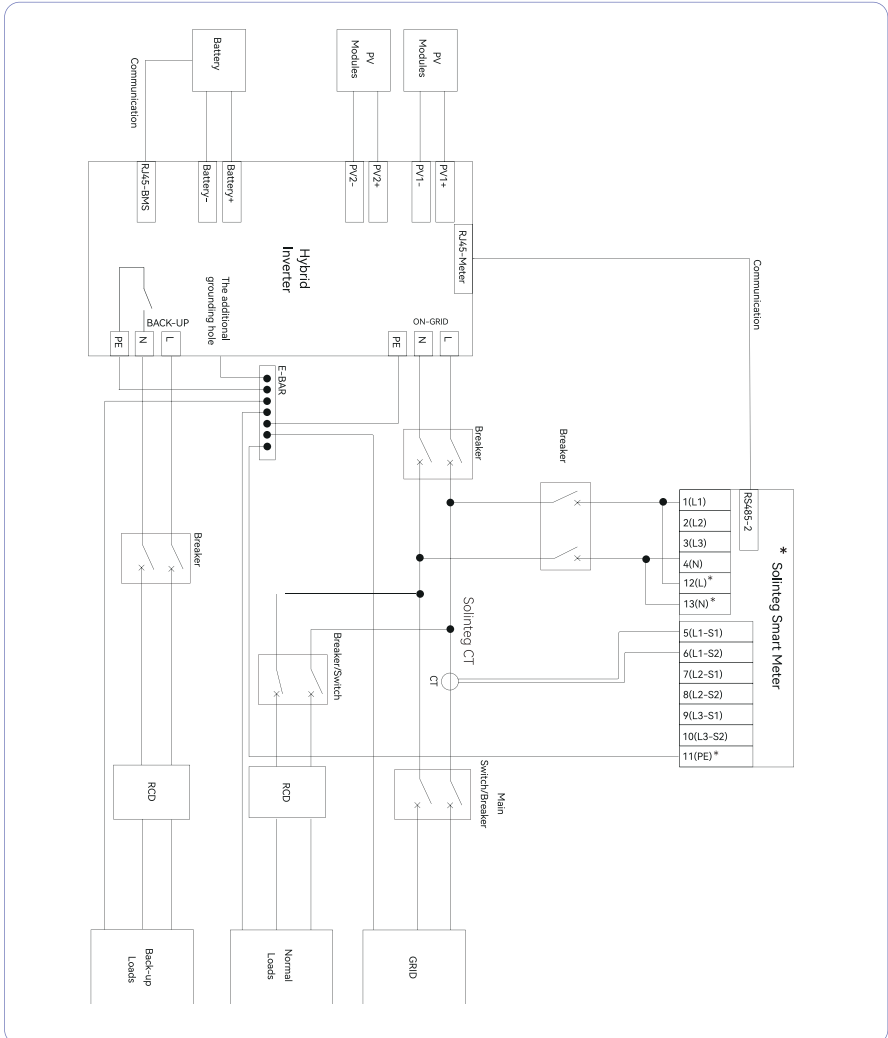 Battery
PV
Modules
PV
Modules
Communication
RJ45-BMS
Battery-
Battery+
PV2-
PV2+
PV1-
PV1+
RJ45-Meter
Communication
Hybrid
Inverter
The additional
grounding hole
BACK-UP
PE
N
L
ON-GRID
PE
N
L
E-BAR
Breaker
Breaker
RS485-2
1(L1)
2(L2)
3(L3)
4(N)
12(L)*
13(N)*
* Solinteg Smart Meter
5(L1-S1)
6(L1-S2)
7(L2-S1)
8(L2-S2)
9(L3-S1)
10(L3-S2)
11(PE)*
Breaker
Solinteg CT
CT
Breaker/Switch
Main
Switch/Breaker
RCD
RCD
Back-up
Loads
Normal
Loads
GRID